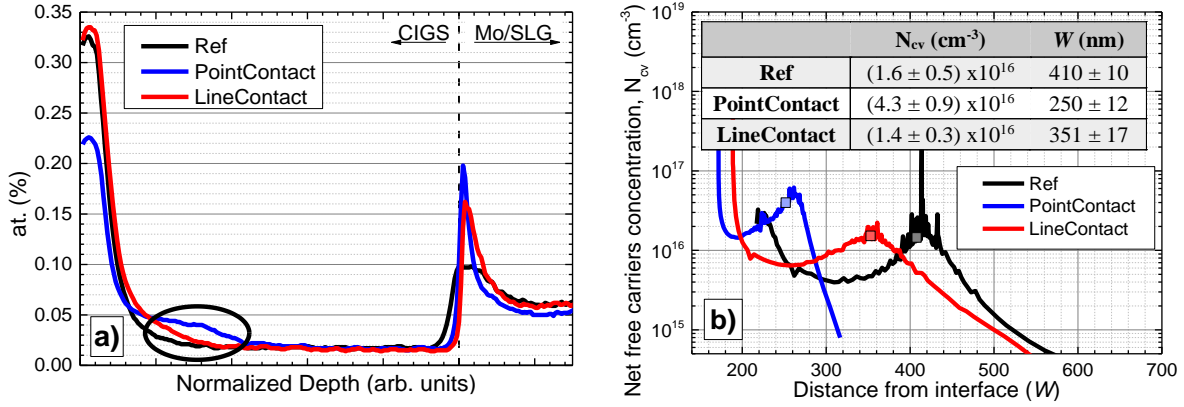 CIGS Mo/SLG
Ref
PointContact
LineContact
0.35
0.30
0.25
0.20
0.15
0.10
0.05
0.00
at. (%)
a)
Normalized Depth (arb. units)
Net free carriers concentration, N_cv (cm^-3)
10^19
10^18
10^17
10^16
10^15
N_cv (cm^-3) W (nm)
Ref (1.6 ± 0.5) x10^16 410 ± 10
PointContact (4.3 ± 0.9) x10^16 250 ± 12
LineContact (1.4 ± 0.3) x10^16 351 ± 17
Ref
PointContact
LineContact
b)
200 300 400 500 600 700
Distance from interface (W)